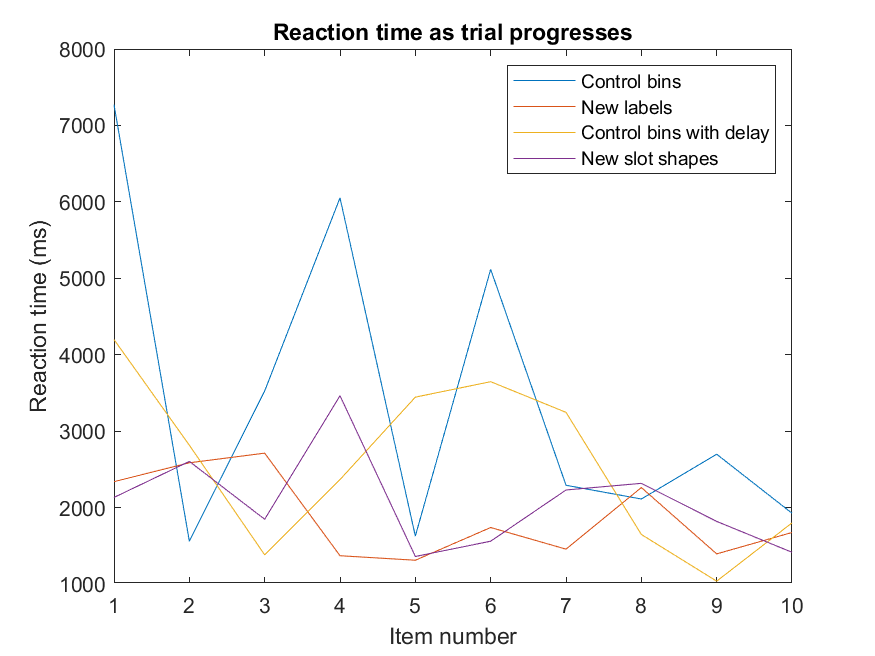 Reaction time as trial progresses
8000
7000
6000
5000
4000
3000
2000
1000
Reaction time (ms)
Control bins
New labels
Control bins with delay
New slot shapes
1 2 3 4 5 6 7 8 9 10
Item number